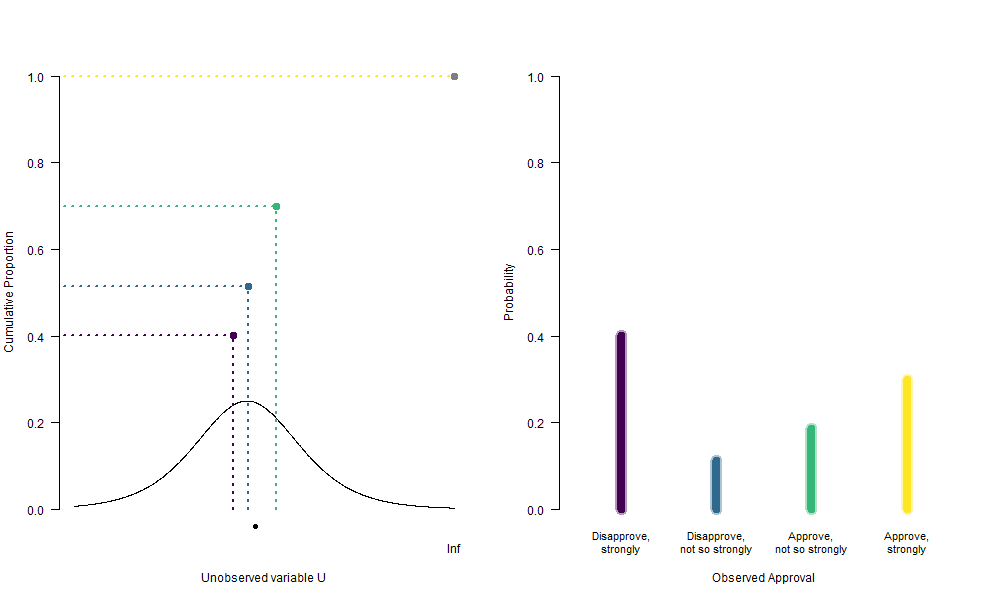 1.0
0.8
0.6
0.4
0.2
0.0
Cumulative Proportion
Inf
Unobserved variable U
1.0
0.8
0.6
0.4
0.2
0.0
Probability
Disapprove,
strongly
Disapprove,
not so strongly
Approve,
not so strongly
Approve,
strongly
Observed Approval